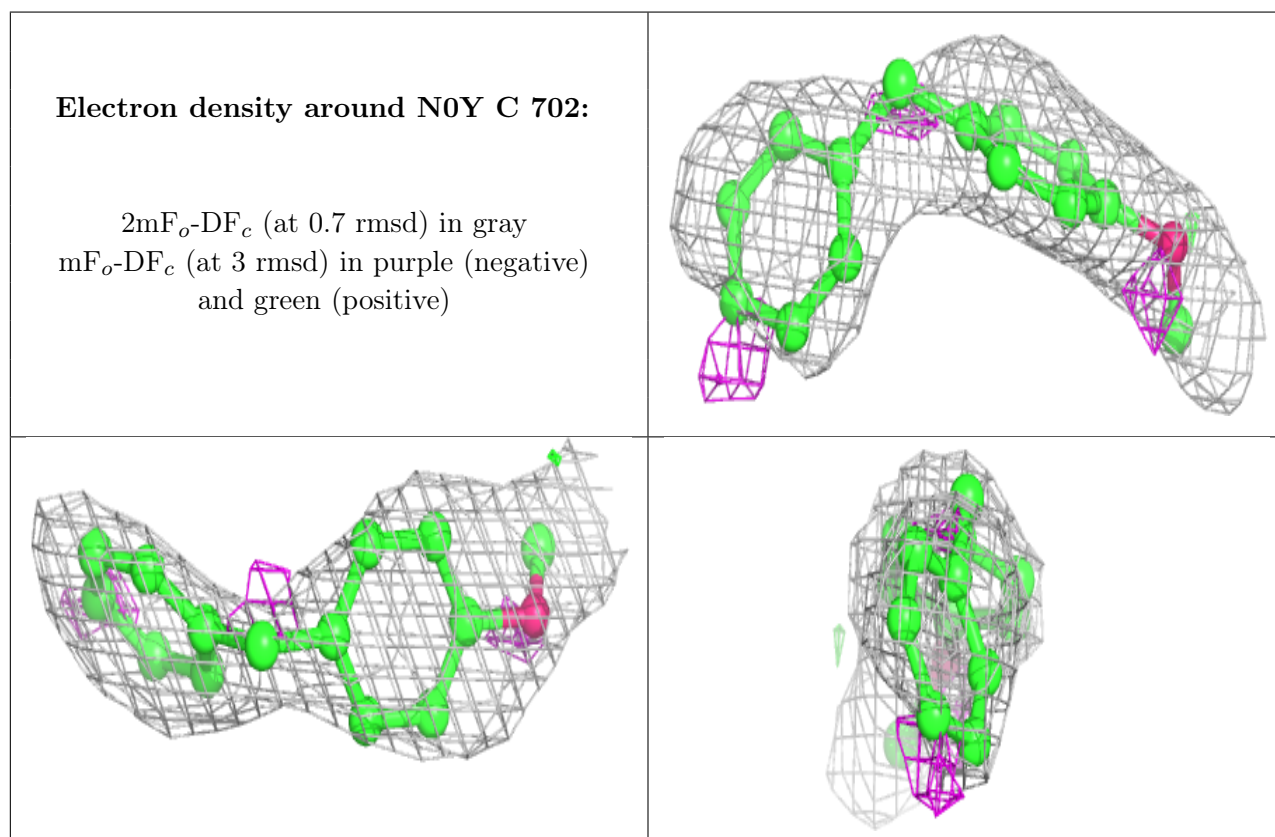 Electron density around N0Y C 702:
2mFo-DFc (at 0.7 rmsd) in gray
mFo-DFc (at 3 rmsd) in purple (negative)
and green (positive)